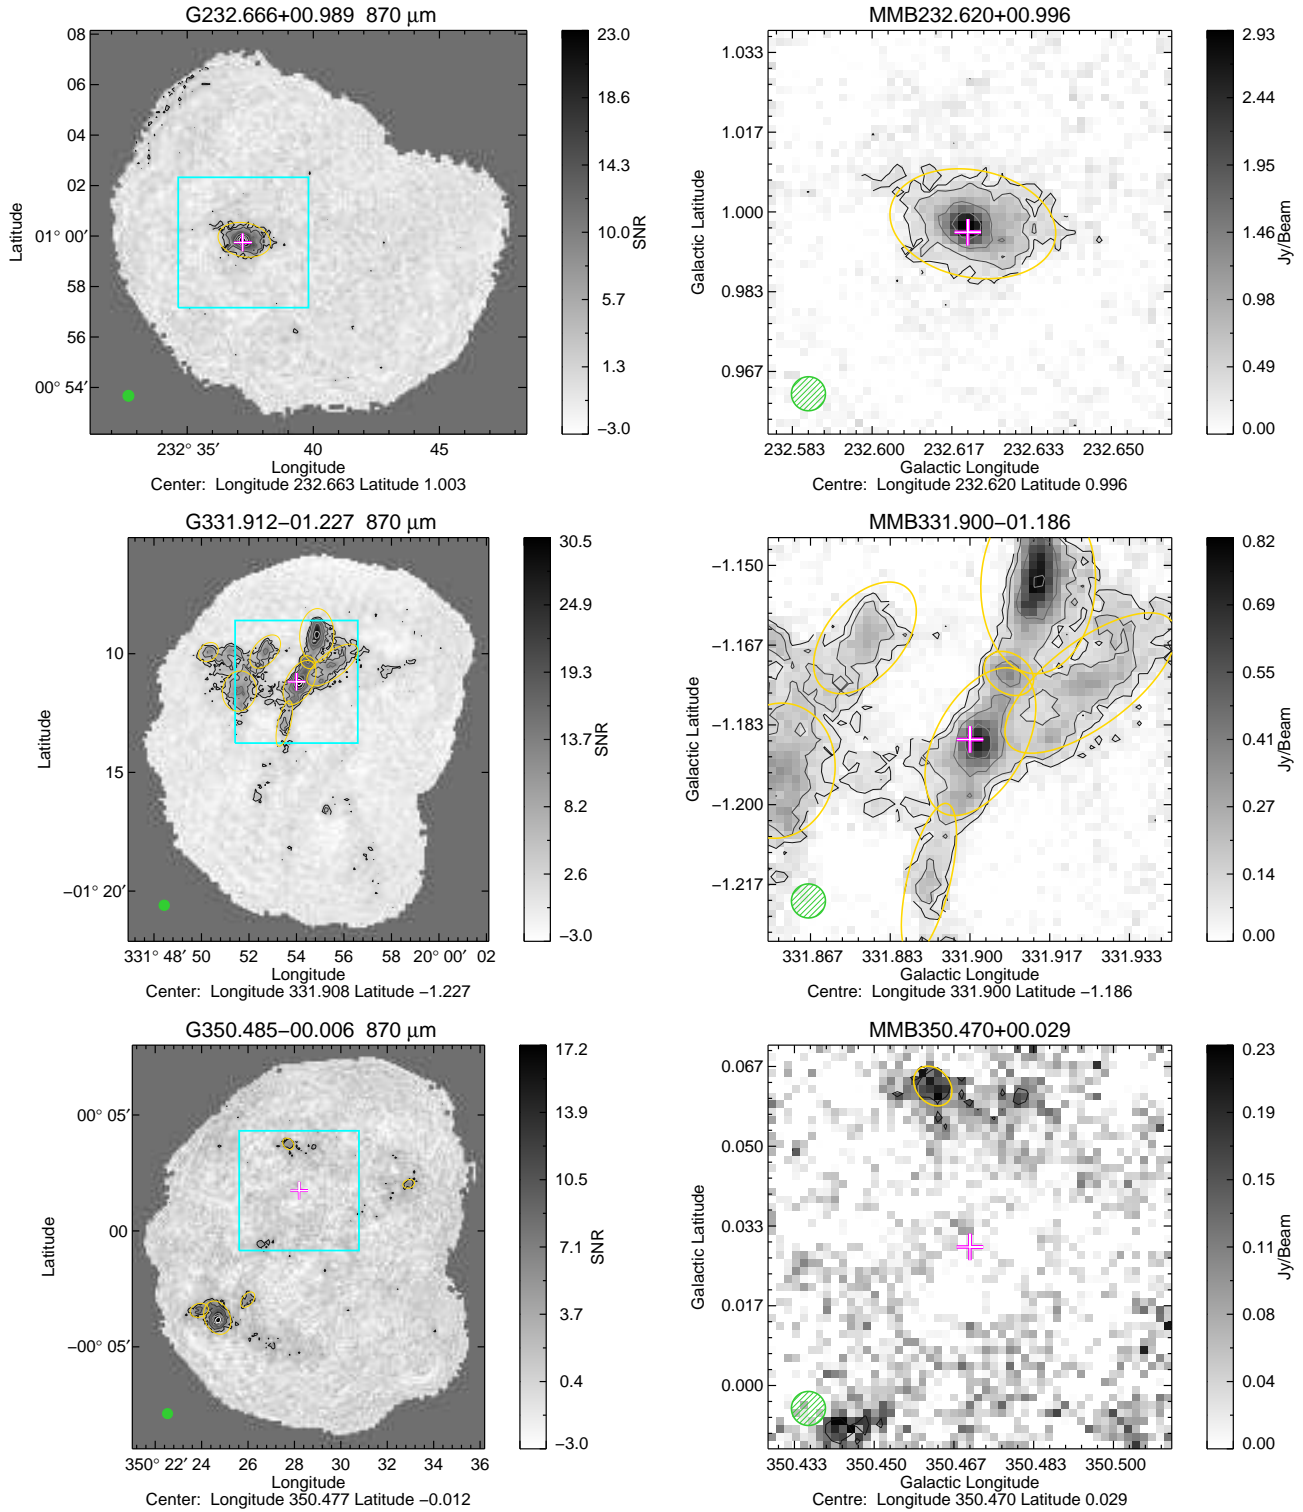 G232.666+00.989 870 μm
08
06
04
02
01° 00′
58
56
00° 54′
Latitude
232° 35′ 40 45
Longitude
Center: Longitude 232.663 Latitude 1.003
23.0
18.6
14.3
10.0
5.7
1.3
−3.0
SNR
MMB232.620+00.996
1.033
1.017
1.000
0.983
0.967
Galactic Latitude
232.583 232.600 232.617 232.633 232.650
Galactic Longitude
Centre: Longitude 232.620 Latitude 0.996
2.93
2.44
1.95
1.46
0.98
0.49
0.00
Jy/Beam
G331.912−01.227 870 μm
10
15
−01° 20′
Latitude
331° 48′ 50 52 54 56 58 20° 00′ 02
Longitude
Center: Longitude 331.908 Latitude −1.227
30.5
24.9
19.3
13.7
8.2
2.6
−3.0
SNR
MMB331.900−01.186
−1.150
−1.167
−1.183
−1.200
−1.217
Galactic Latitude
331.867 331.883 331.900 331.917 331.933
Galactic Longitude
Centre: Longitude 331.900 Latitude −1.186
0.82
0.69
0.55
0.41
0.27
0.14
0.00
Jy/Beam
G350.485−00.006 870 μm
00° 05′
00
−00° 05′
Latitude
350° 22′ 24 26 28 30 32 34 36
Longitude
Center: Longitude 350.477 Latitude −0.012
17.2
13.9
10.5
7.1
3.7
0.4
−3.0
SNR
MMB350.470+00.029
0.067
0.050
0.033
0.017
0.000
Galactic Latitude
350.433 350.450 350.467 350.483 350.500
Galactic Longitude
Centre: Longitude 350.470 Latitude 0.029
0.23
0.19
0.15
0.11
0.08
0.04
0.00
Jy/Beam